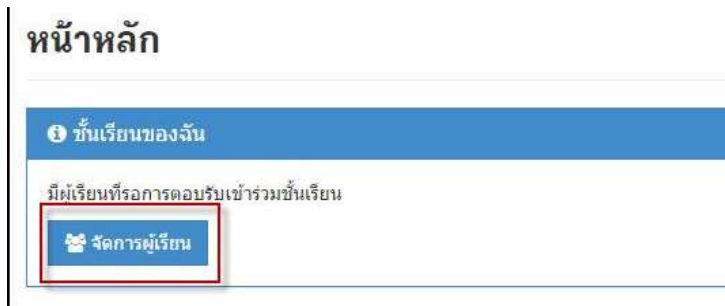 หน้าหลัก
ชั้นเรียนของฉัน
มีผู้เรียนที่รอการตอบรับเข้าร่วมชั้นเรียน
จัดการผู้เรียน